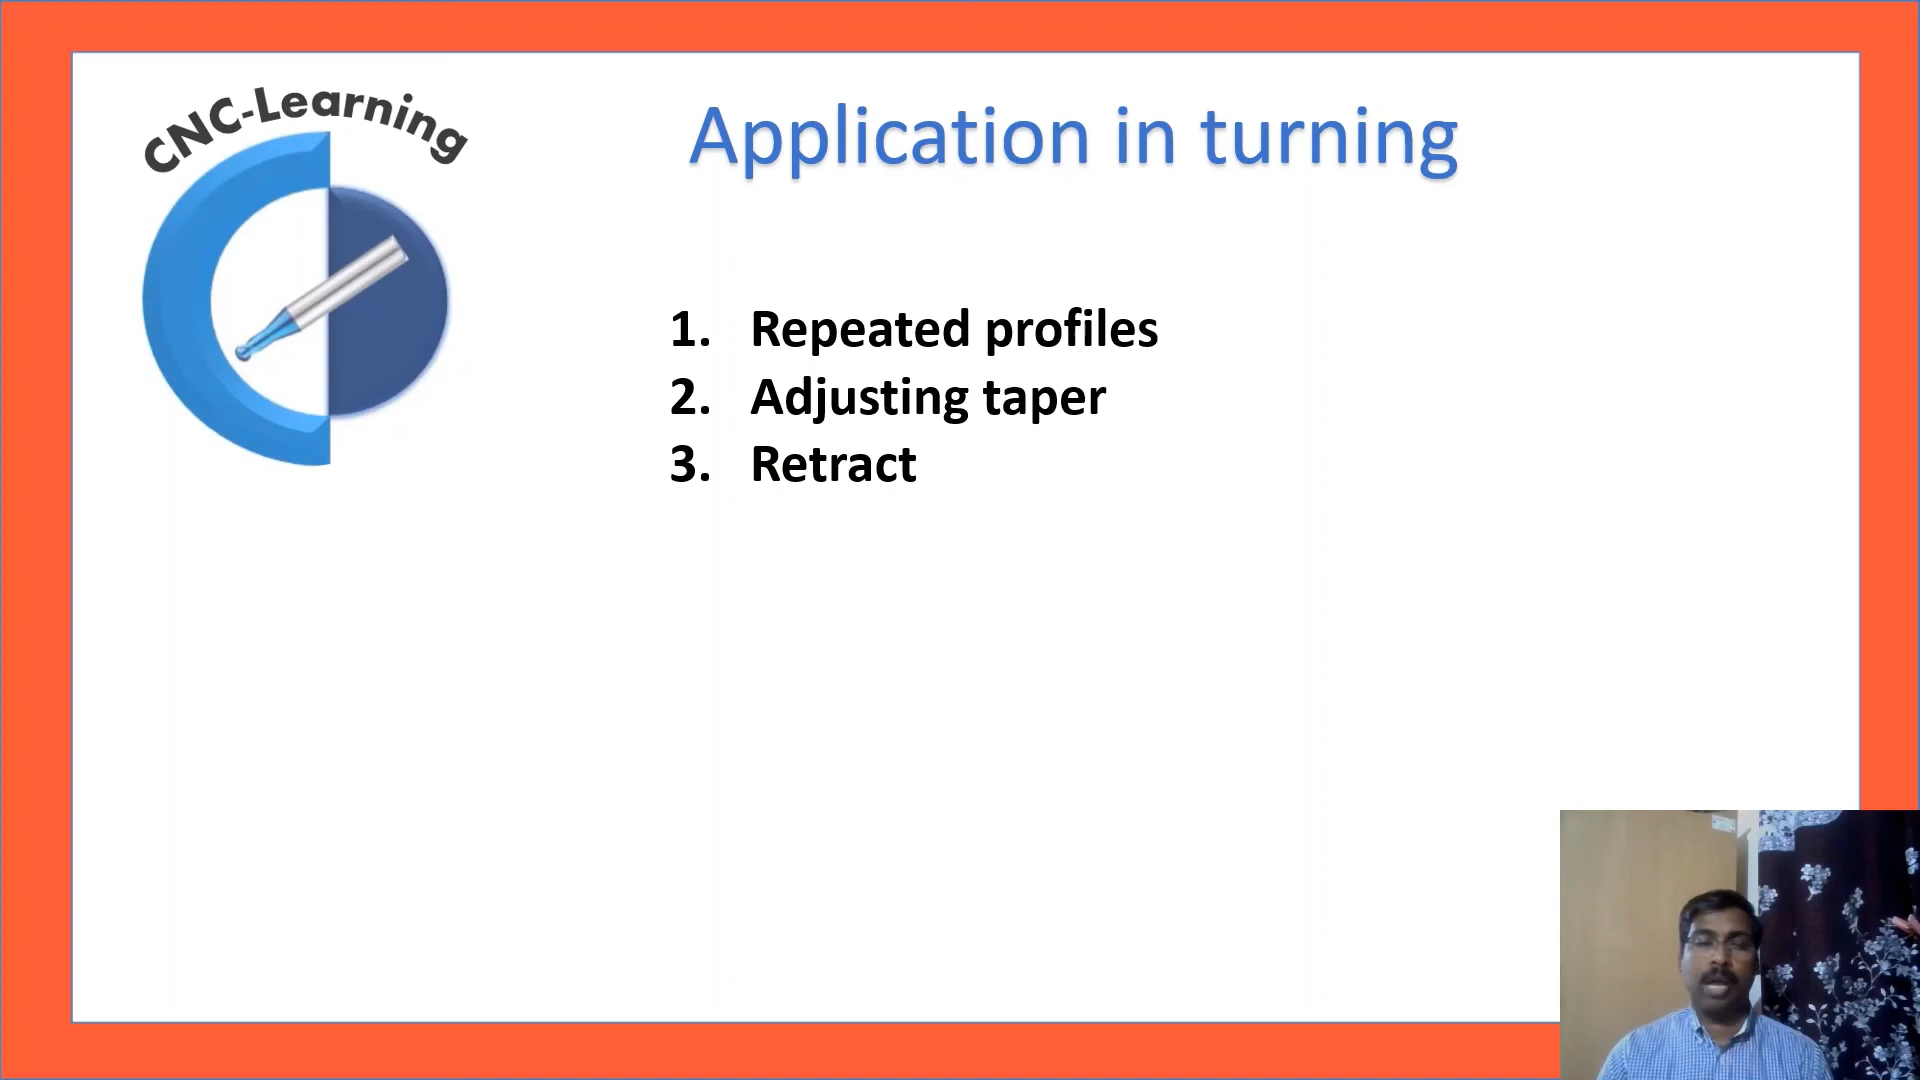 CNC-Learning
Application in turning
1. Repeated profiles
2. Adjusting taper
3. Retract